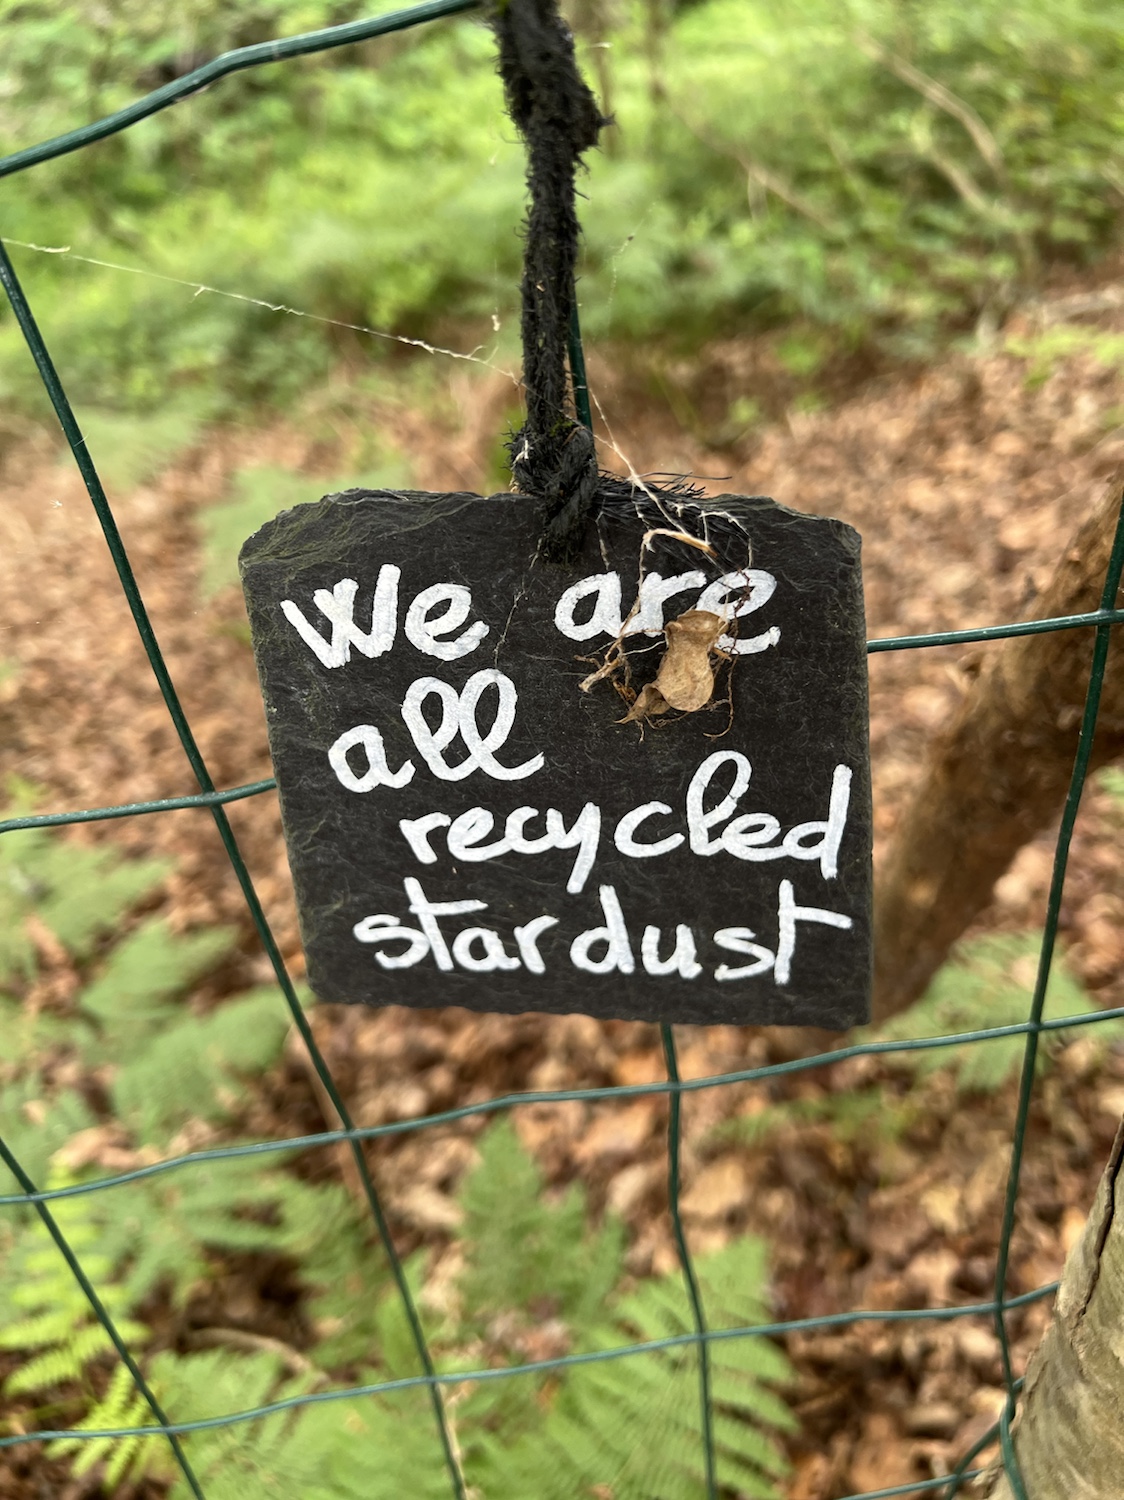 We are
all
recycled
stardust